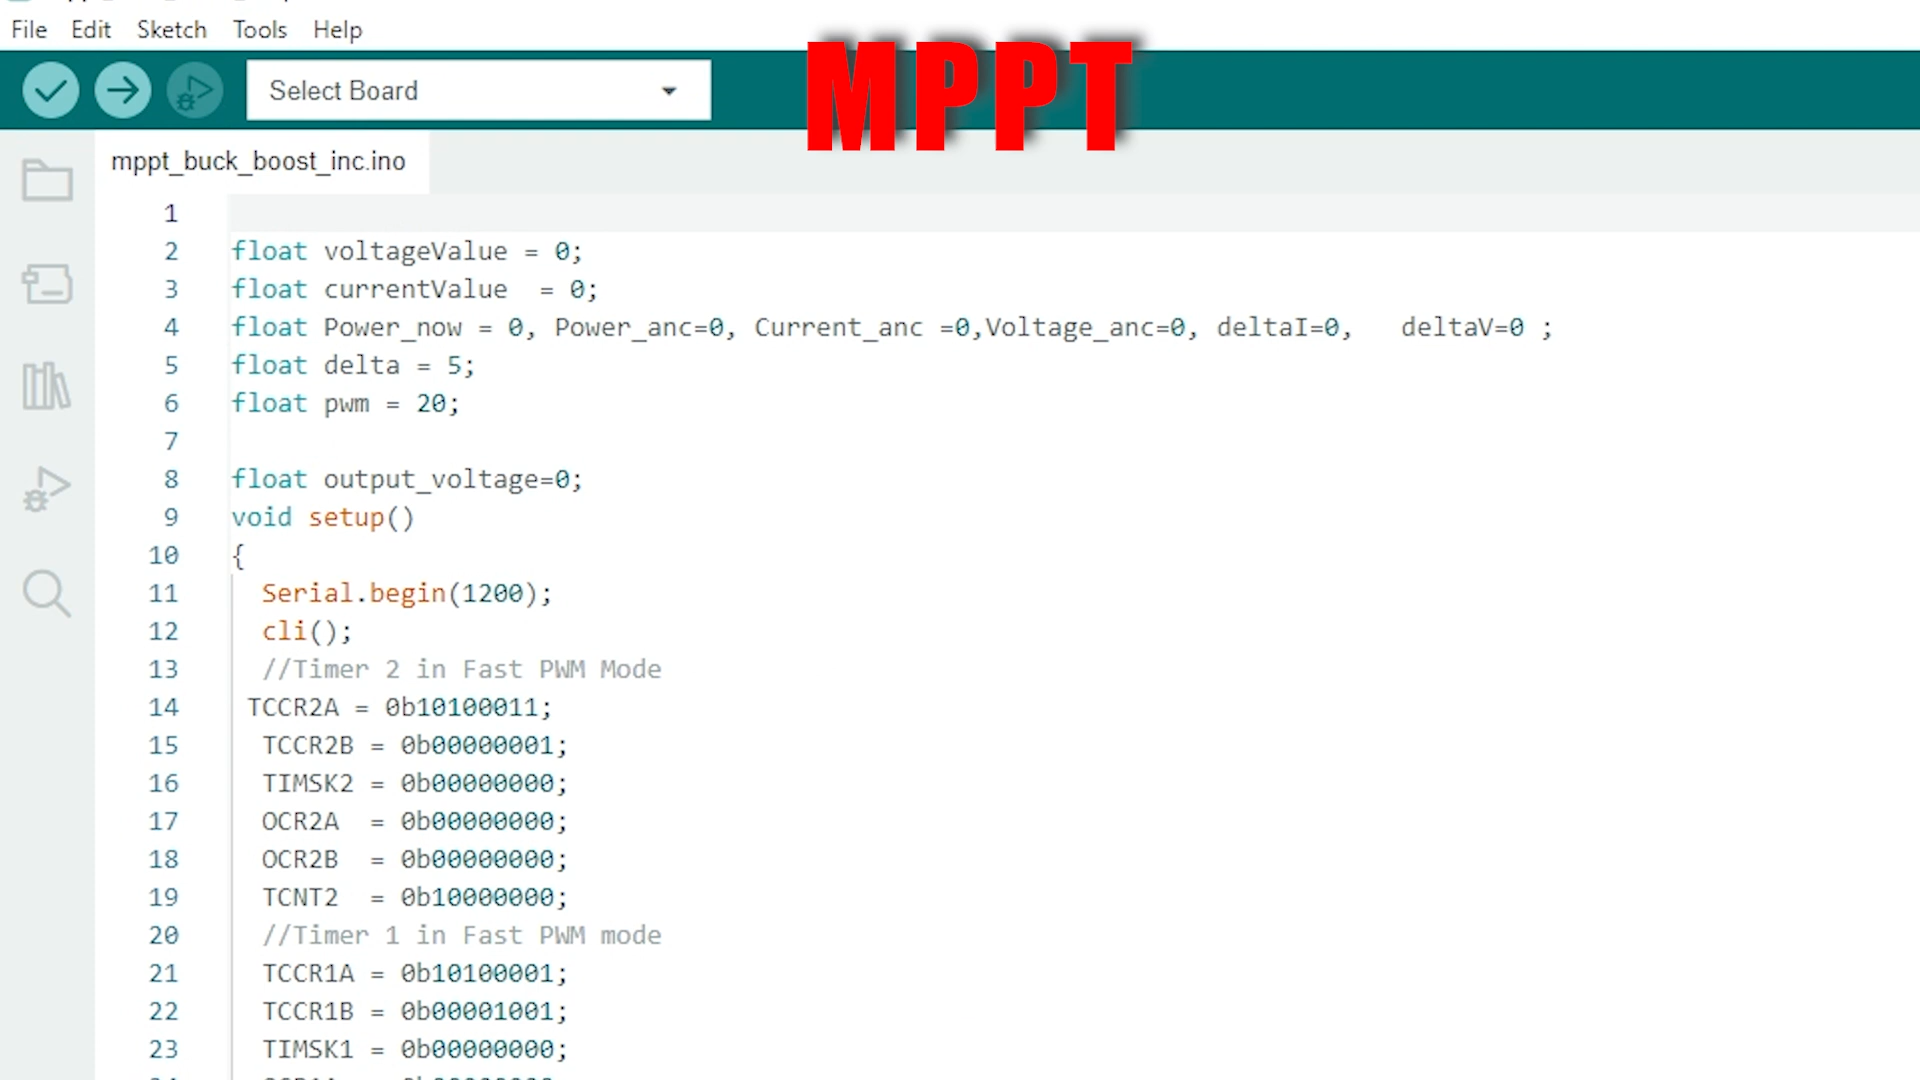 File Edit Sketch Tools Help
MPPT
Select Board
mppt_buck_boost_inc.ino
1
2 float voltageValue = 0;
3 float currentValue  = 0;
4 float Power_now = 0, Power_anc=0, Current_anc =0,Voltage_anc=0, deltaI=0,   deltaV=0 ;
5 float delta = 5;
6 float pwm = 20;
7
8 float output_voltage=0;
9 void setup()
10 {
11   Serial.begin(1200);
12   cli();
13   //Timer 2 in Fast PWM Mode
14  TCCR2A = 0b10100011;
15   TCCR2B = 0b00000001;
16   TIMSK2 = 0b00000000;
17   OCR2A  = 0b00000000;
18   OCR2B  = 0b00000000;
19   TCNT2  = 0b10000000;
20   //Timer 1 in Fast PWM mode
21   TCCR1A = 0b10100001;
22   TCCR1B = 0b00001001;
23   TIMSK1 = 0b00000000;